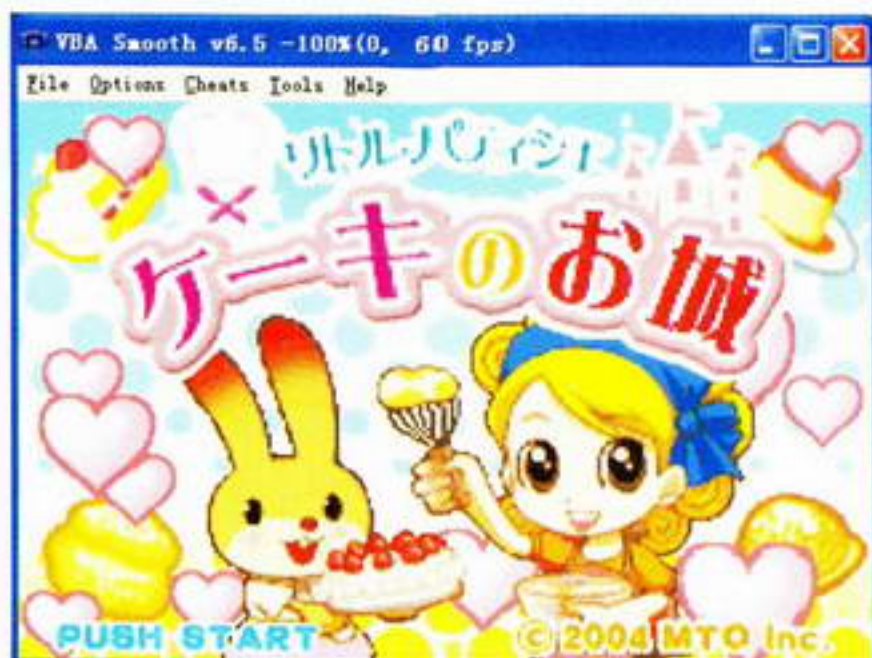 VBA Smooth v6.5 -100%(0, 60 fps)
File Options Cheats Tools Help
リトル・パティシエ
ケーキのお城
PUSH START
© 2004 MTO Inc.